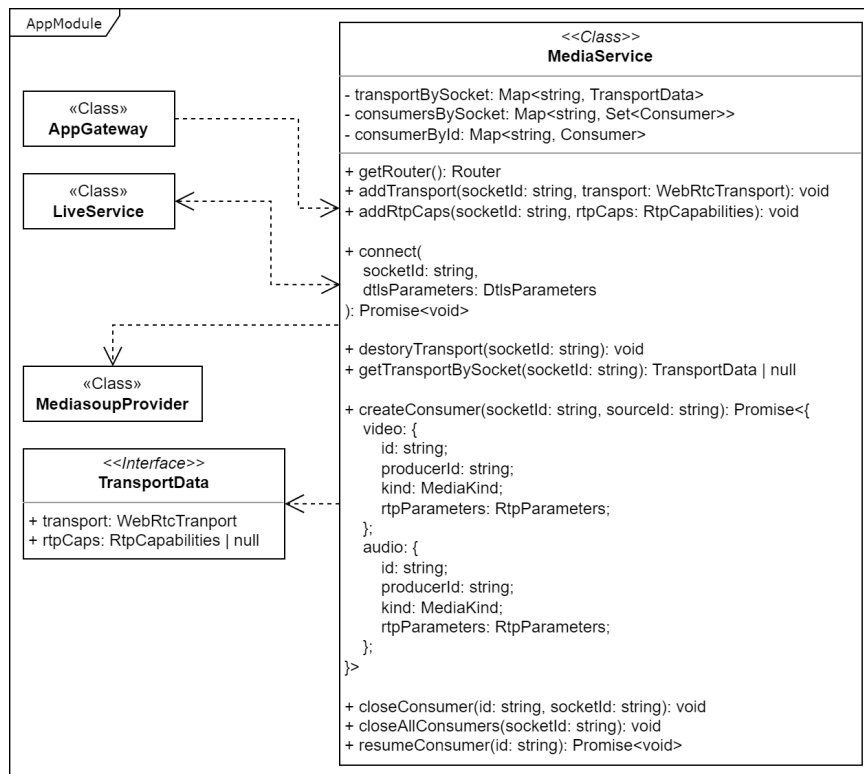 AppModule
«Class»
AppGateway
«Class»
LiveService
«Class»
MediasoupProvider
<<Interface>>
TransportData
+ transport: WebRtcTranport
+ rtpCaps: RtpCapabilities | null
<<Class>>
MediaService
- transportBySocket: Map<string, TransportData>
- consumersBySocket: Map<string, Set<Consumer>>
- consumerById: Map<string, Consumer>
+ getRouter(): Router
+ addTransport(socketId: string, transport: WebRtcTransport): void
+ addRtpCaps(socketId: string, rtpCaps: RtpCapabilities): void
+ connect(
socketId: string,
dtlsParameters: DtlsParameters
): Promise<void>
+ destoryTransport(socketId: string): void
+ getTransportBySocket(socketId: string): TransportData | null
+ createConsumer(socketId: string, sourceId: string): Promise<{
video: {
id: string;
producerId: string;
kind: MediaKind;
rtpParameters: RtpParameters;
};
audio: {
id: string;
producerId: string;
kind: MediaKind;
rtpParameters: RtpParameters;
};
}>
+ closeConsumer(id: string, socketId: string): void
+ closeAllConsumers(socketId: string): void
+ resumeConsumer(id: string): Promise<void>